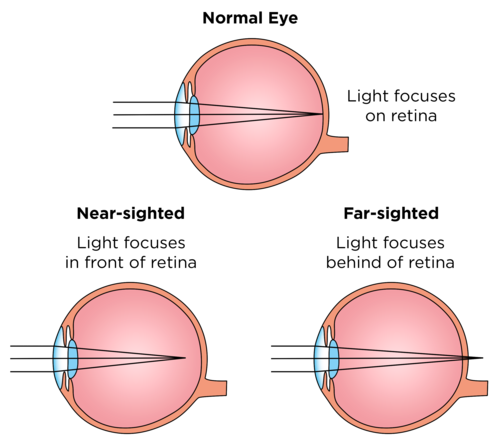 Normal Eye
Light focuses
on retina
Near-sighted
Light focuses
in front of retina
Far-sighted
Light focuses
behind of retina